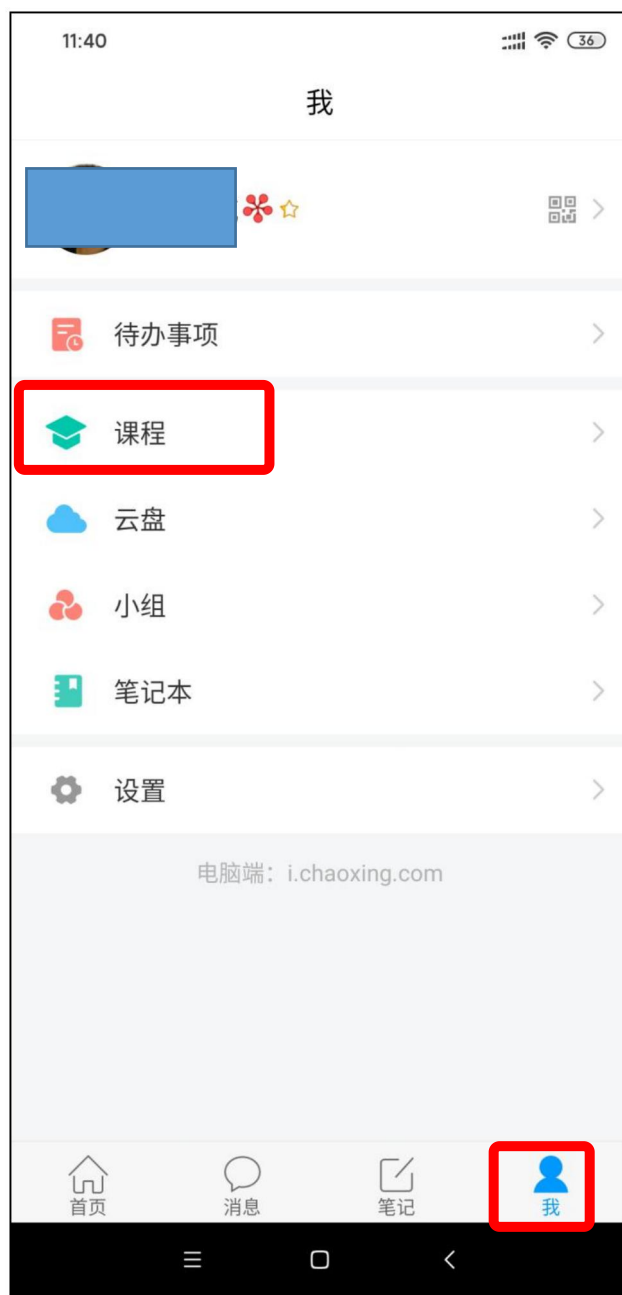 11:40
36
我
待办事项
课程
云盘
小组
笔记本
设置
电脑端：i.chaoxing.com
首页
消息
笔记
我